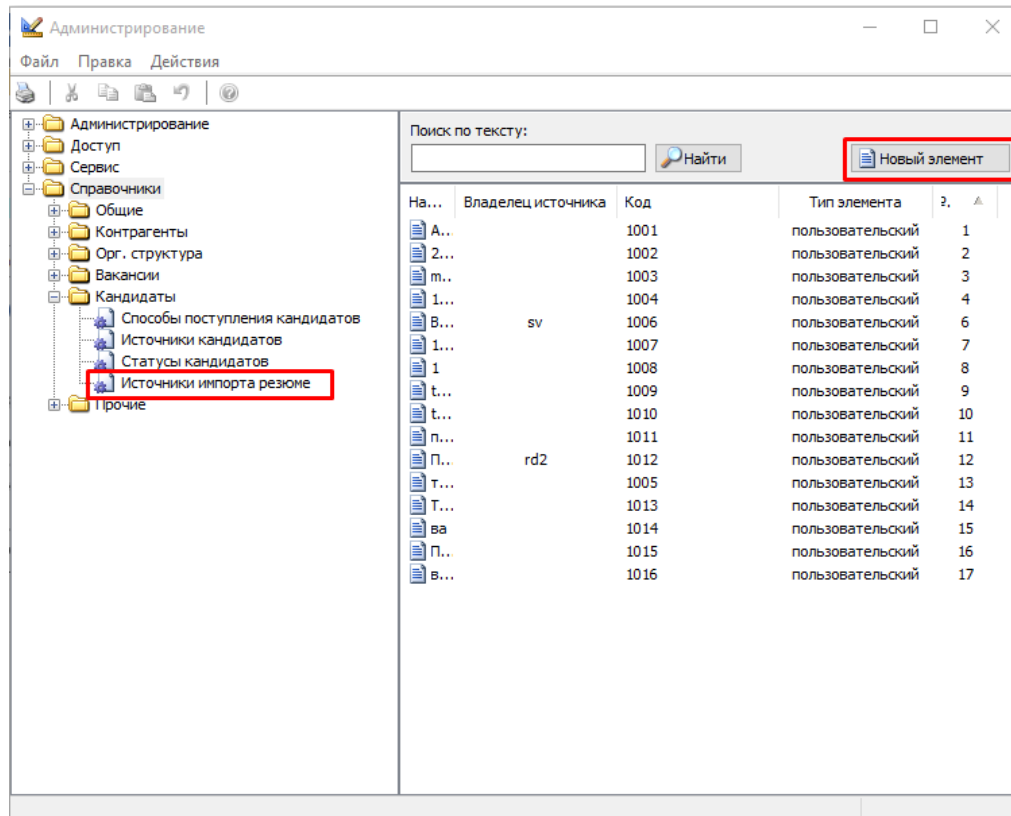 Администрирование
Файл Правка Действия
Администрирование
Доступ
Сервис
Справочники
Общие
Контрагенты
Орг. структура
Вакансии
Кандидаты
Способы поступления кандидатов
Источники кандидатов
Статусы кандидатов
Источники импорта резюме
Прочие
Поиск по тексту:
Найти
Новый элемент
На... Владелец источника Код Тип элемента
A... 1001 пользовательский 1
2... 1002 пользовательский 2
m... 1003 пользовательский 3
1... 1004 пользовательский 4
B... sv 1006 пользовательский 6
1... 1007 пользовательский 7
1 1008 пользовательский 8
t... 1009 пользовательский 9
t... 1010 пользовательский 10
п... 1011 пользовательский 11
П... rd2 1012 пользовательский 12
т... 1005 пользовательский 13
Т... 1013 пользовательский 14
ва 1014 пользовательский 15
П... 1015 пользовательский 16
в... 1016 пользовательский 17